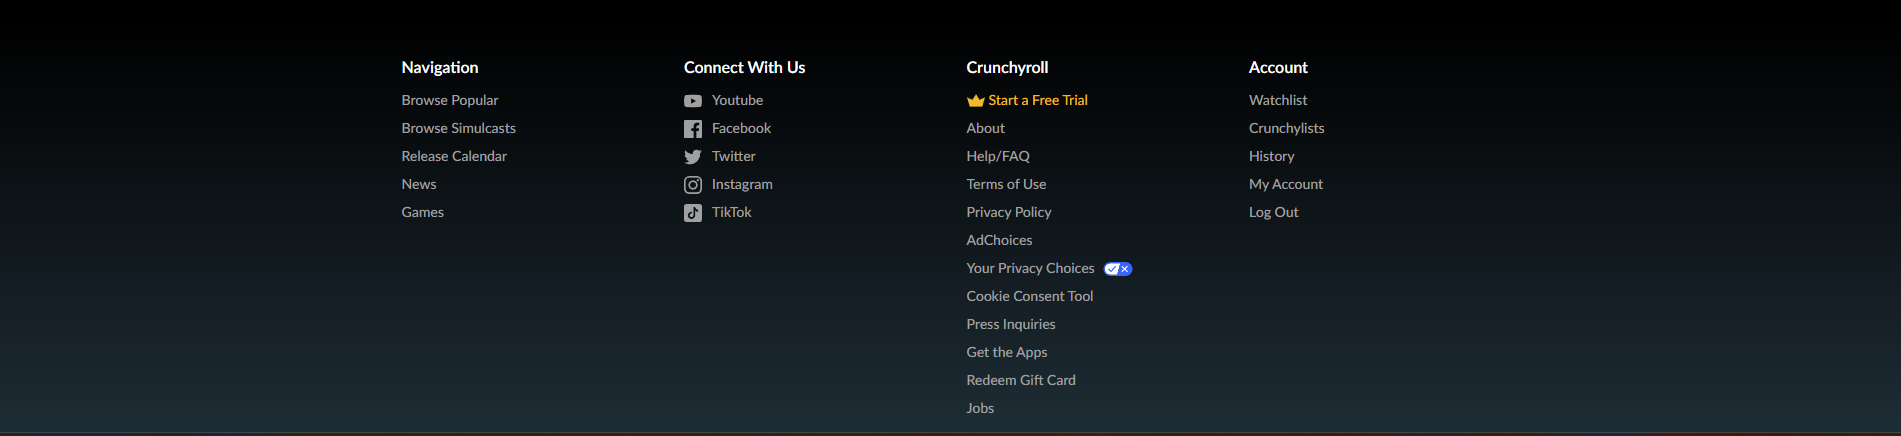 Navigation
Browse Popular
Browse Simulcasts
Release Calendar
News
Games
Connect With Us
Youtube
Facebook
Twitter
Instagram
TikTok
Crunchyroll
Start a Free Trial
About
Help/FAQ
Terms of Use
Privacy Policy
AdChoices
Your Privacy Choices
Cookie Consent Tool
Press Inquiries
Get the Apps
Redeem Gift Card
Jobs
Account
Watchlist
Crunchylists
History
My Account
Log Out